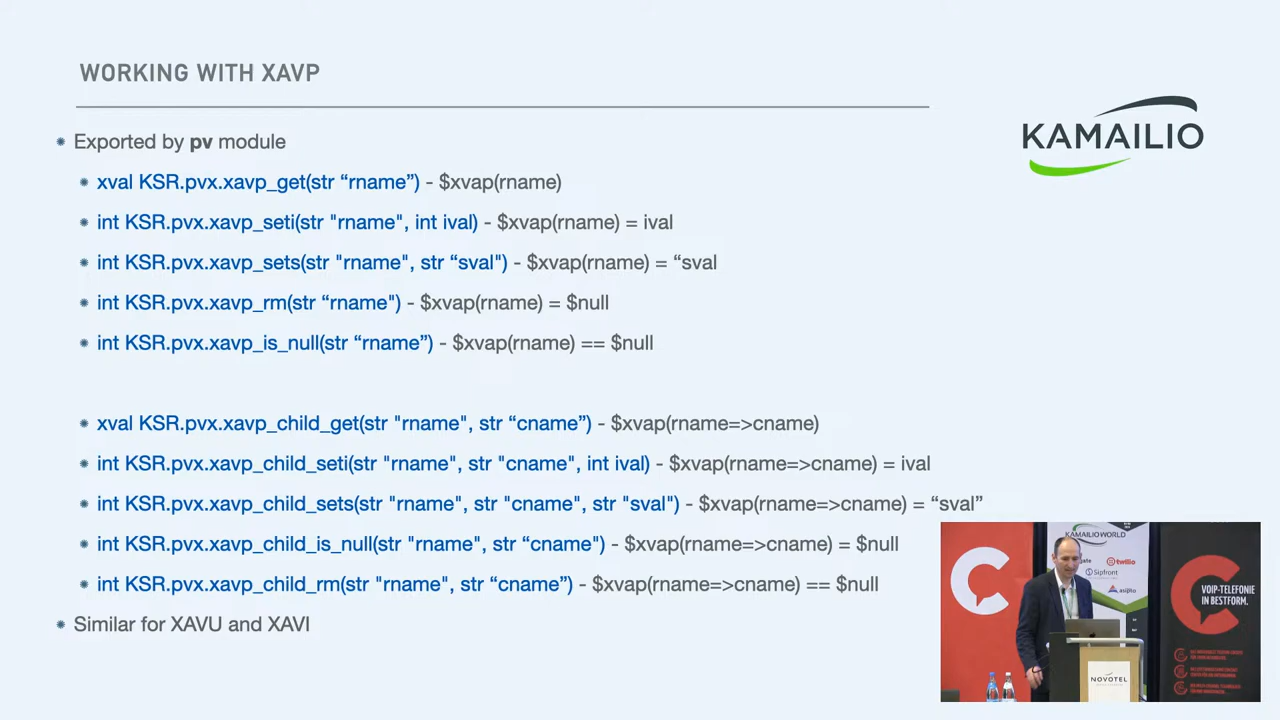 WORKING WITH XAVP
KAMAILIO
Exported by pv module
xval KSR.pvx.xavp_get(str “rname”) - $xvap(rname)
int KSR.pvx.xavp_seti(str "rname", int ival) - $xvap(rname) = ival
int KSR.pvx.xavp_sets(str "rname", str “sval") - $xvap(rname) = “sval
int KSR.pvx.xavp_rm(str “rname") - $xvap(rname) = $null
int KSR.pvx.xavp_is_null(str “rname”) - $xvap(rname) == $null
xval KSR.pvx.xavp_child_get(str "rname", str “cname”) - $xvap(rname=>cname)
int KSR.pvx.xavp_child_seti(str "rname", str "cname", int ival) - $xvap(rname=>cname) = ival
int KSR.pvx.xavp_child_sets(str "rname", str "cname", str "sval") - $xvap(rname=>cname) = “sval”
int KSR.pvx.xavp_child_is_null(str "rname", str “cname") - $xvap(rname=>cname) = $null
int KSR.pvx.xavp_child_rm(str "rname", str “cname”) - $xvap(rname=>cname) == $null
Similar for XAVU and XAVI
KAMAILIO WORLD
twilio
Sipfront
asipto
VOIP-TELEFONIE
IN BESTFORM.
NOVOTEL